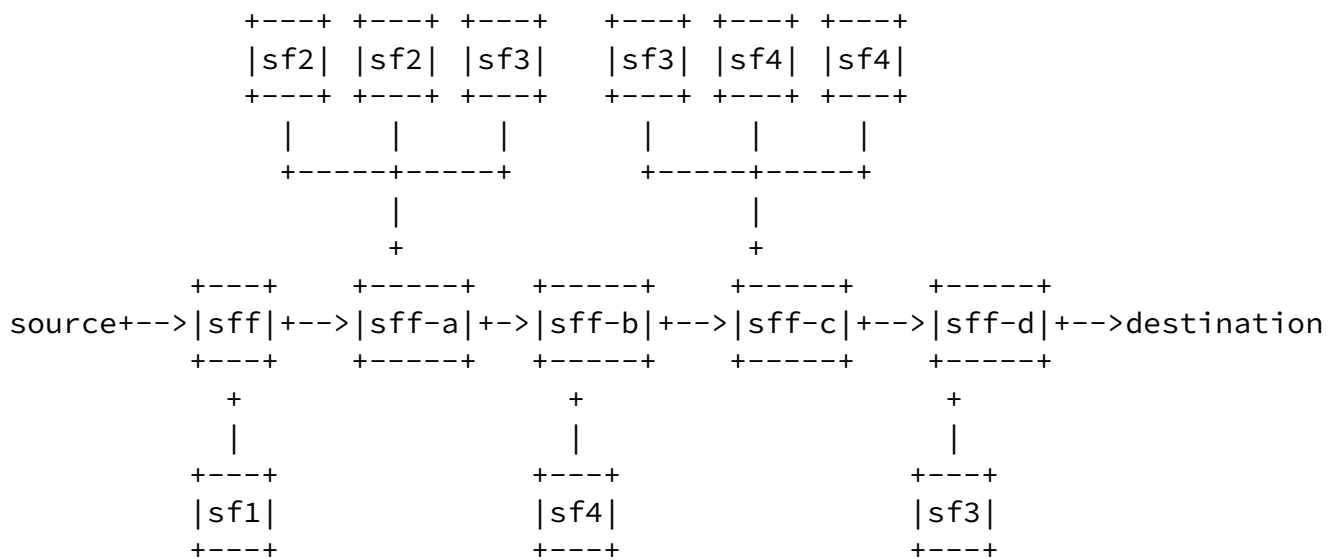 +---+ +---+ +---+   +---+ +---+ +---+
|sf2| |sf2| |sf3|   |sf3| |sf4| |sf4|
+---+ +---+ +---+   +---+ +---+ +---+
  |     |     |       |     |     |
  +-----+-----+       +-----+-----+
        |                   |
        +                   +
          +---+    +-----+   +-----+    +-----+    +-----+
source+-->|sff|+-->|sff-a|+->|sff-b|+-->|sff-c|+-->|sff-d|+-->destination
          +---+    +-----+   +-----+    +-----+    +-----+
            +                  +                    +
            |                  |                    |
          +---+              +---+                +---+
          |sf1|              |sf4|                |sf3|
          +---+              +---+                +---+